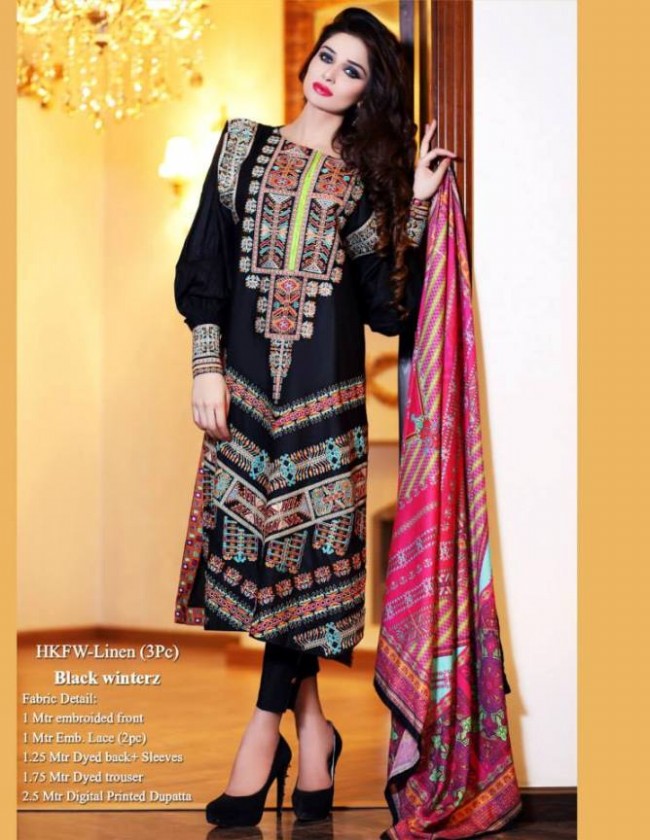 HKFW-Linen (3Pc)
Black winterz
Fabric Detail:
1 Mtr embroided front
1 Mtr Emb. Lace (2pc)
1.25 Mtr Dyed back+ Sleeves
1.75 Mtr Dyed trouser
2.5 Mtr Digital Printed Dupatta